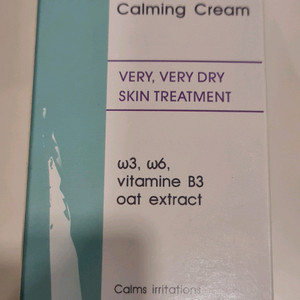 Calming Cream
VERY, VERY DRY
SKIN TREATMENT
ω3, ω6,
vitamine B3
oat extract
Calms irritations